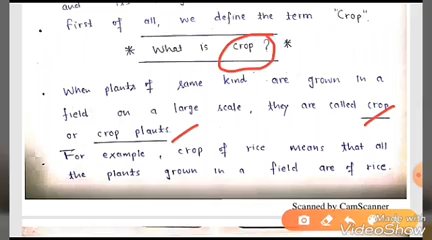 and
• first of all, we define the term "Crop".
* What is crop? *
• When plants of same kind are grown in a
field on a large scale, they are called crop
or crop plants.
• For example, crop of rice means that all
the plants grown in a field are of rice.
Scanned by CamScanner
Made with
VideoShow